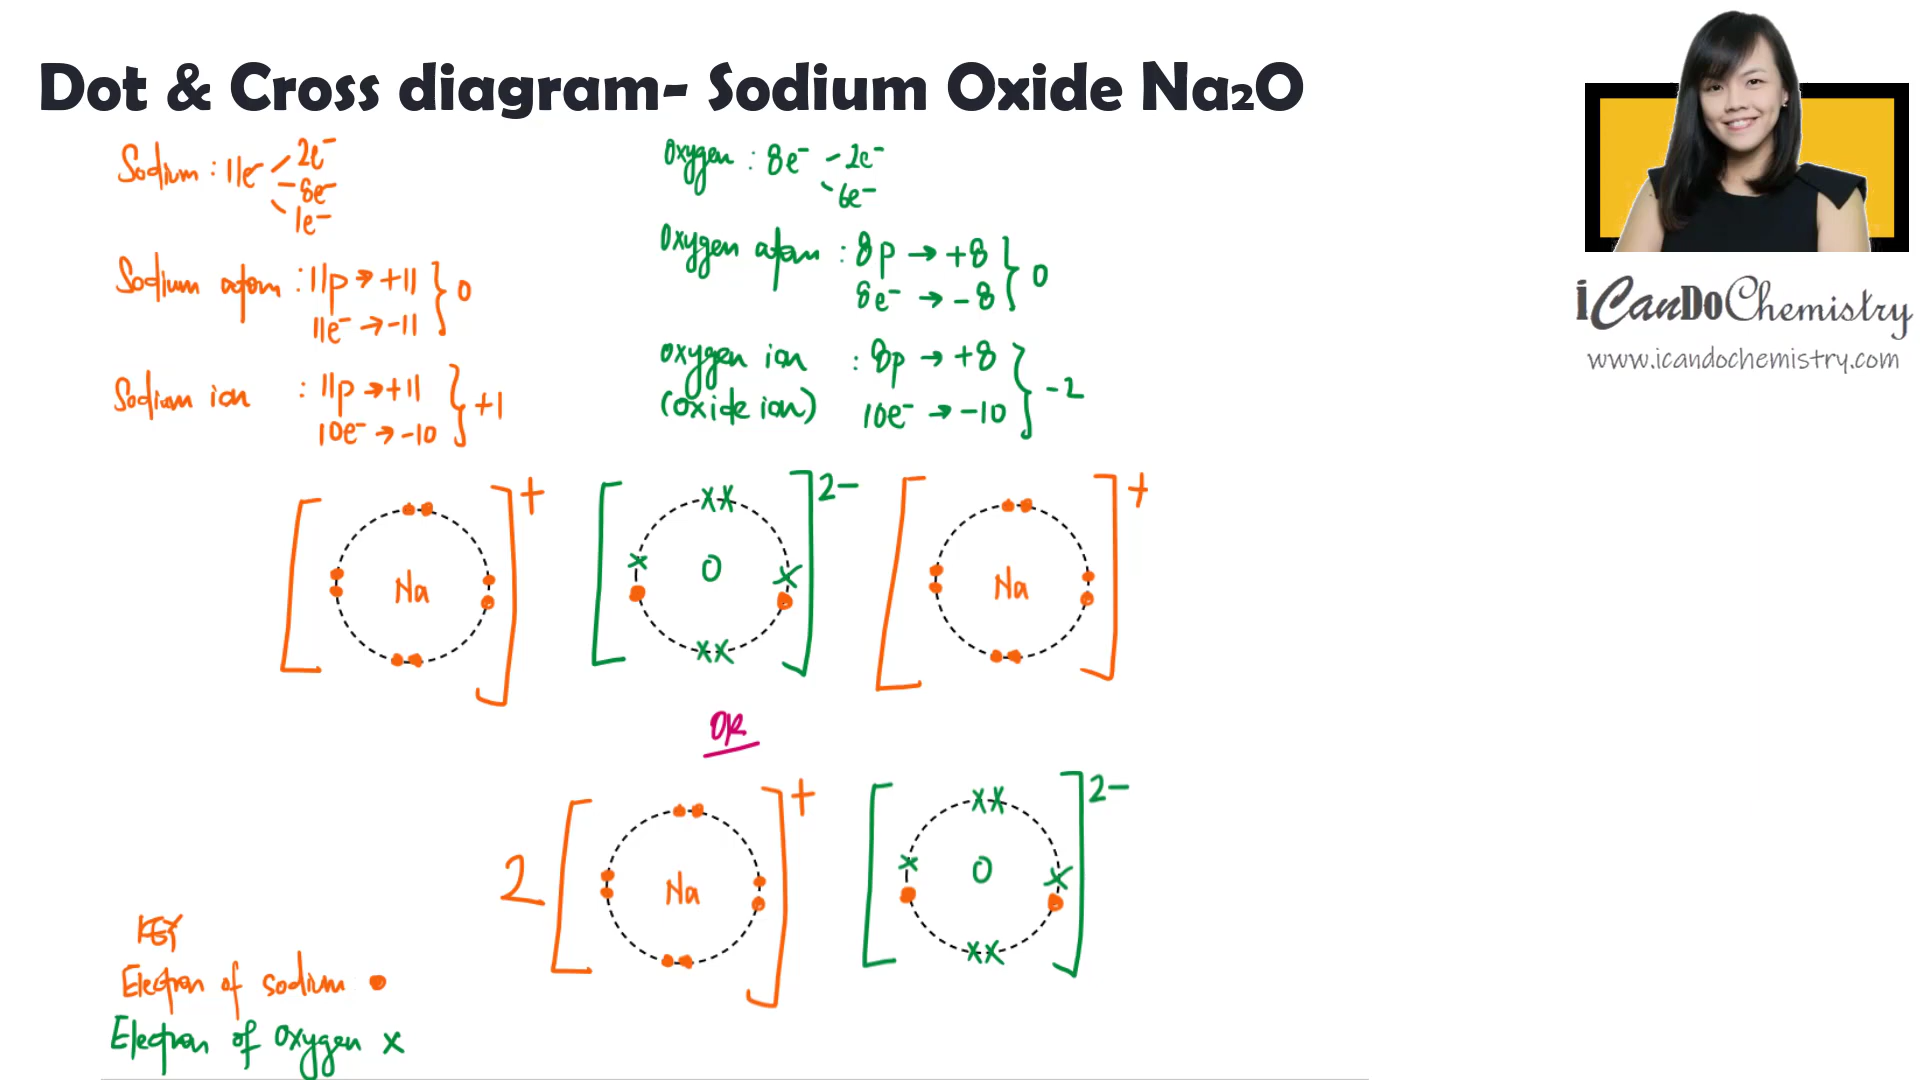 Dot & Cross diagram- Sodium Oxide Na₂O
Sodium : 11e⁻
2e⁻
8e⁻
1e⁻
Sodium atom : 11p → +11
11e⁻ → -11
} 0
Sodium ion : 11p → +11
10e⁻ → -10
} +1
Oxygen : 8e⁻
2e⁻
6e⁻
Oxygen atom : 8p → +8
8e⁻ → -8
} 0
Oxygen ion : 8p → +8
(oxide ion) 10e⁻ → -10
} -2
iCanDoChemistry
www.icandochemistry.com
[Na]+ [O]2- [Na]+
OR
2[Na]+ [O]2-
KEY
Electron of sodium •
Electron of oxygen x